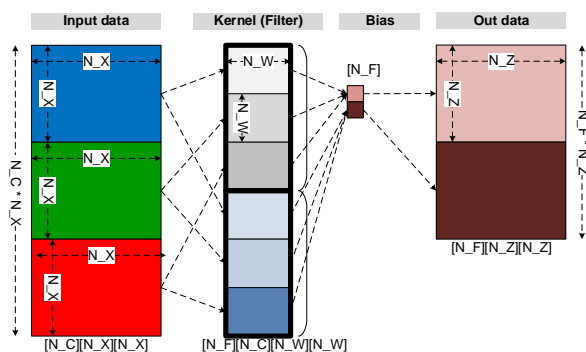 Input data
Kernel (Filter)
Bias
Out data
N_X
N_X
N_X
N_X
N_X
N_X
N_C * N_X
[N_C][N_X][N_X]
N_W
N_W
[N_F][N_C][N_W][N_W]
[N_F]
N_Z
N_Z
N_F * N_Z
[N_F][N_Z][N_Z]